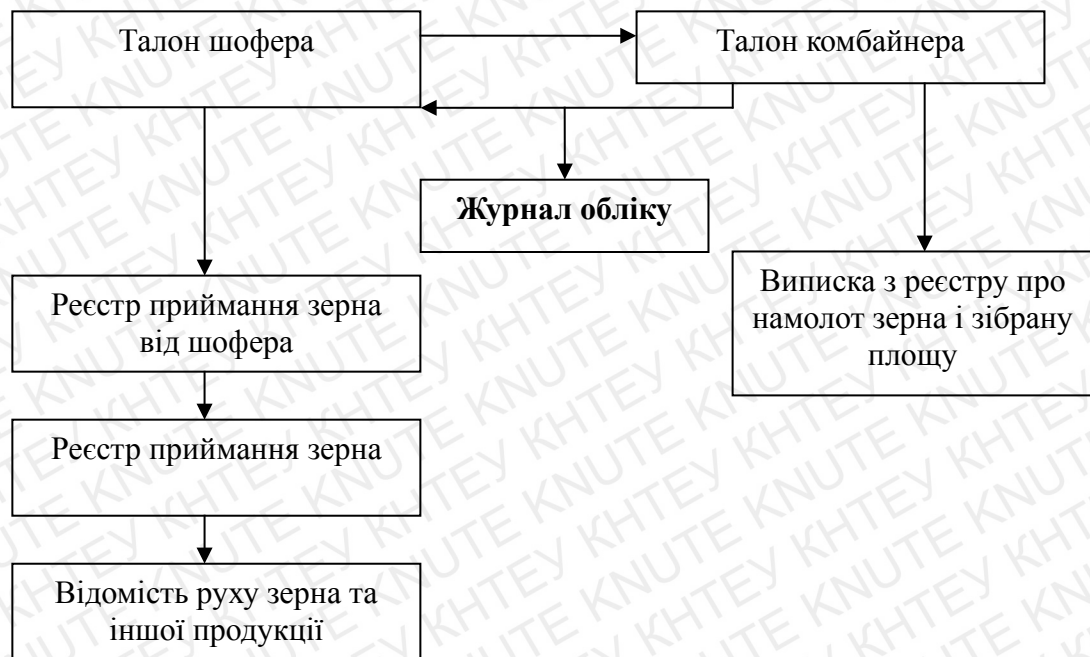 Талон шофера
Талон комбайнера
Журнал обліку
Реєстр приймання зерна
від шофера
Виписка з реєстру про
намолот зерна і зібрану
площу
Реєстр приймання зерна
Відомість руху зерна та
іншої продукції